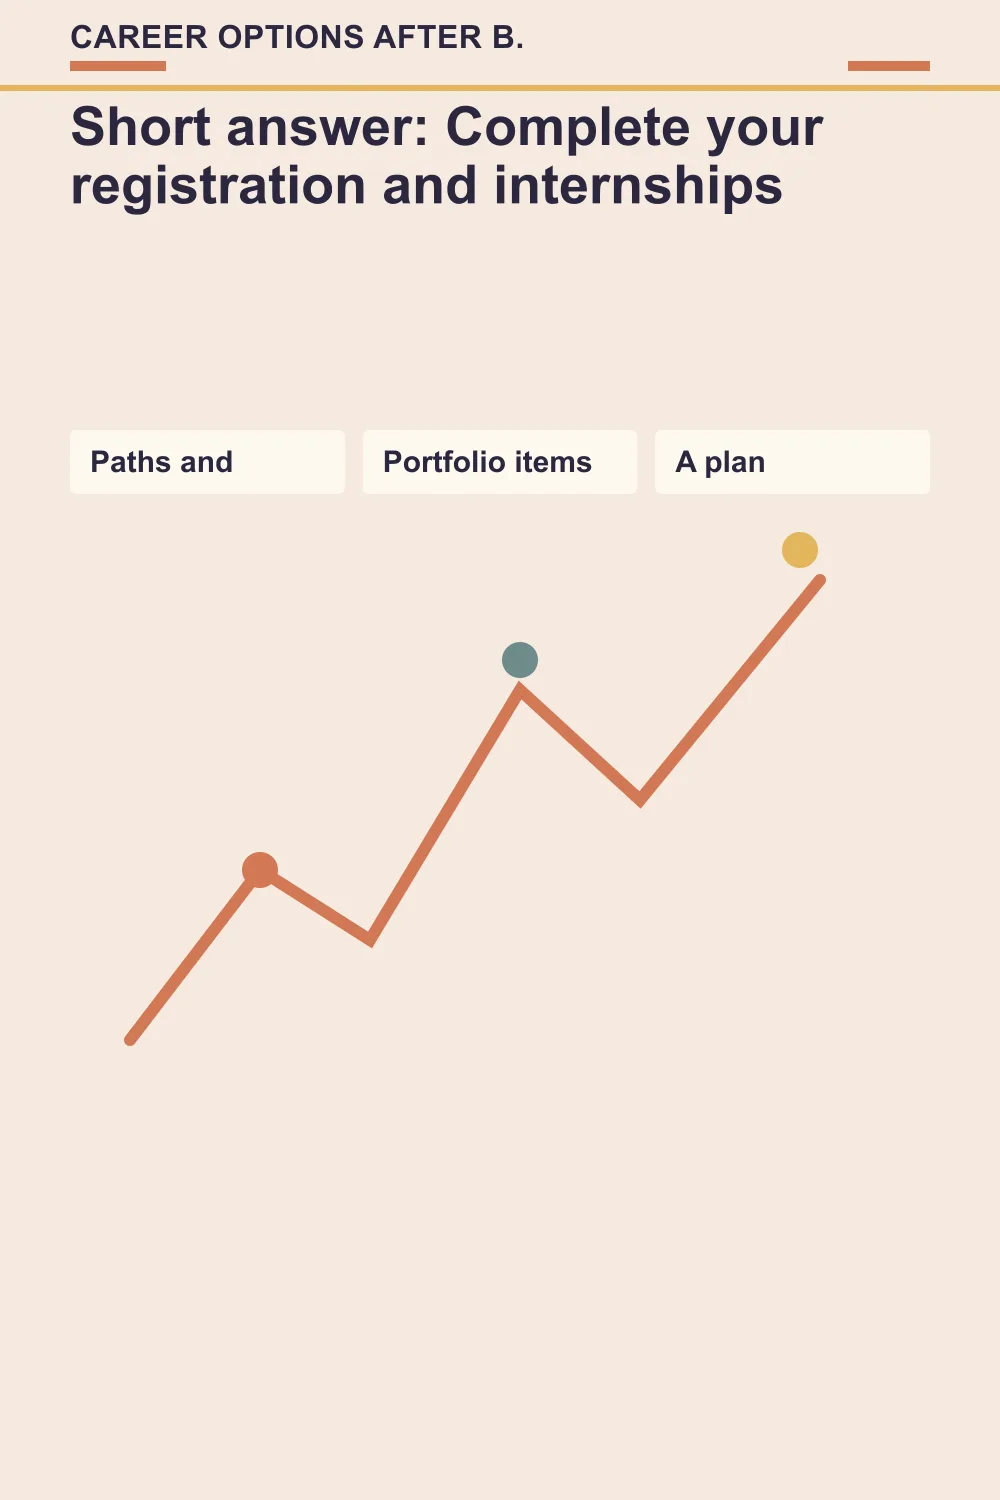 CAREER OPTIONS AFTER B.
Short answer: Complete your
registration and internships
Paths and
Portfolio items
A plan